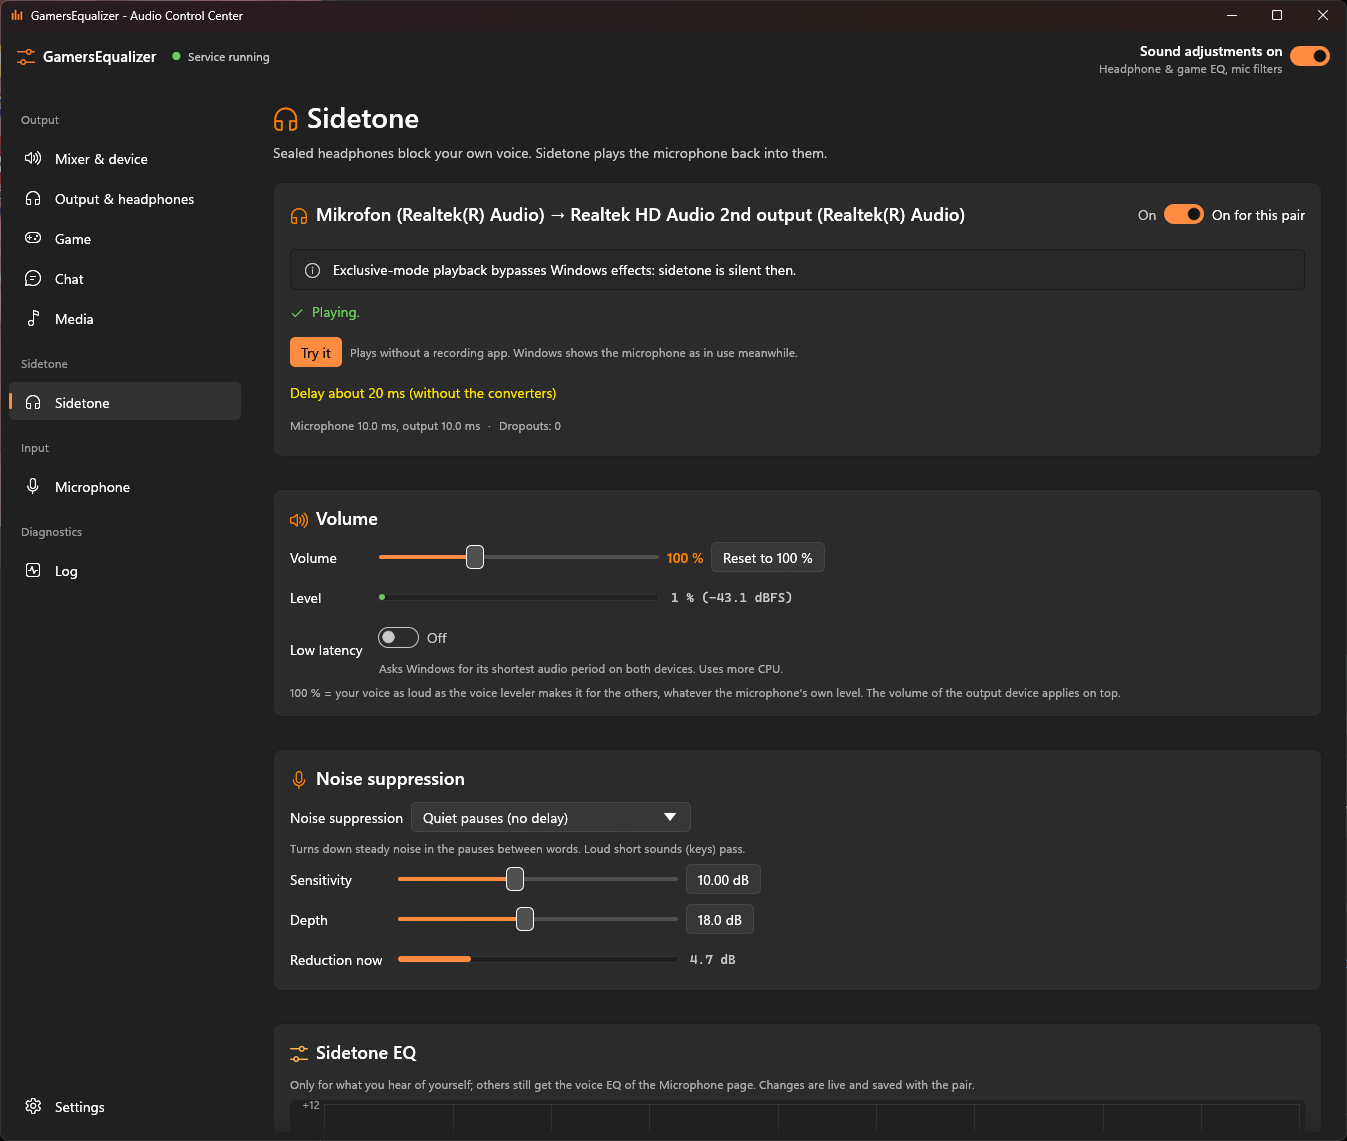 GamersEqualizer - Audio Control Center
GamersEqualizer
Service running
Sound adjustments on
Headphone & game EQ, mic filters
Output
Mixer & device
Output & headphones
Game
Chat
Media
Sidetone
Sidetone
Input
Microphone
Diagnostics
Log
Settings
Sidetone
Sealed headphones block your own voice. Sidetone plays the microphone back into them.
Mikrofon (Realtek(R) Audio) → Realtek HD Audio 2nd output (Realtek(R) Audio)
On
On for this pair
Exclusive-mode playback bypasses Windows effects: sidetone is silent then.
Playing.
Try it
Plays without a recording app. Windows shows the microphone as in use meanwhile.
Delay about 20 ms (without the converters)
Microphone 10.0 ms, output 10.0 ms · Dropouts: 0
Volume
Volume
100 %
Reset to 100 %
Level
1 % (−43.1 dBFS)
Low latency
Off
Asks Windows for its shortest audio period on both devices. Uses more CPU.
100 % = your voice as loud as the voice leveler makes it for the others, whatever the microphone's own level. The volume of the output device applies on top.
Noise suppression
Noise suppression
Quiet pauses (no delay)
Turns down steady noise in the pauses between words. Loud short sounds (keys) pass.
Sensitivity
10.00 dB
Depth
18.0 dB
Reduction now
4.7 dB
Sidetone EQ
Only for what you hear of yourself; others still get the voice EQ of the Microphone page. Changes are live and saved with the pair.
+12